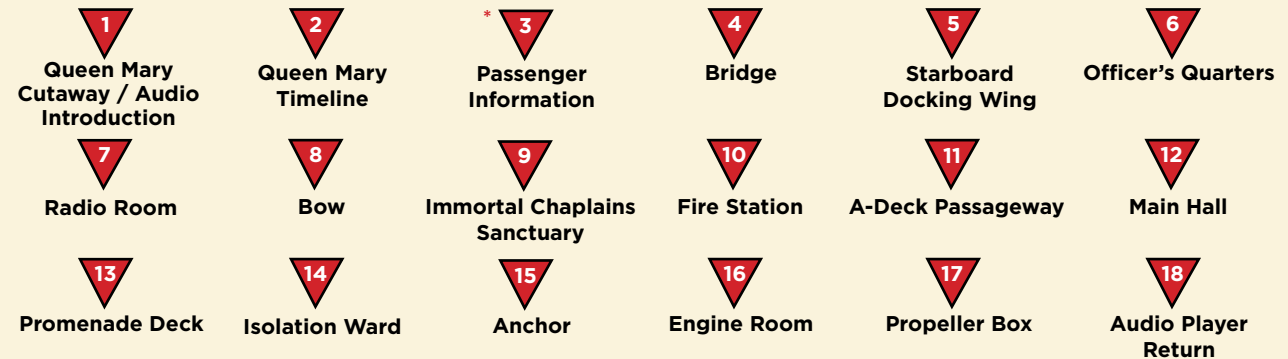 1
Queen Mary
Cutaway / Audio
Introduction
2
Queen Mary
Timeline
* 3
Passenger
Information
4
Bridge
5
Starboard
Docking Wing
6
Officer's Quarters
7
Radio Room
8
Bow
9
Immortal Chaplains
Sanctuary
10
Fire Station
11
A-Deck Passageway
12
Main Hall
13
Promenade Deck
14
Isolation Ward
15
Anchor
16
Engine Room
17
Propeller Box
18
Audio Player
Return